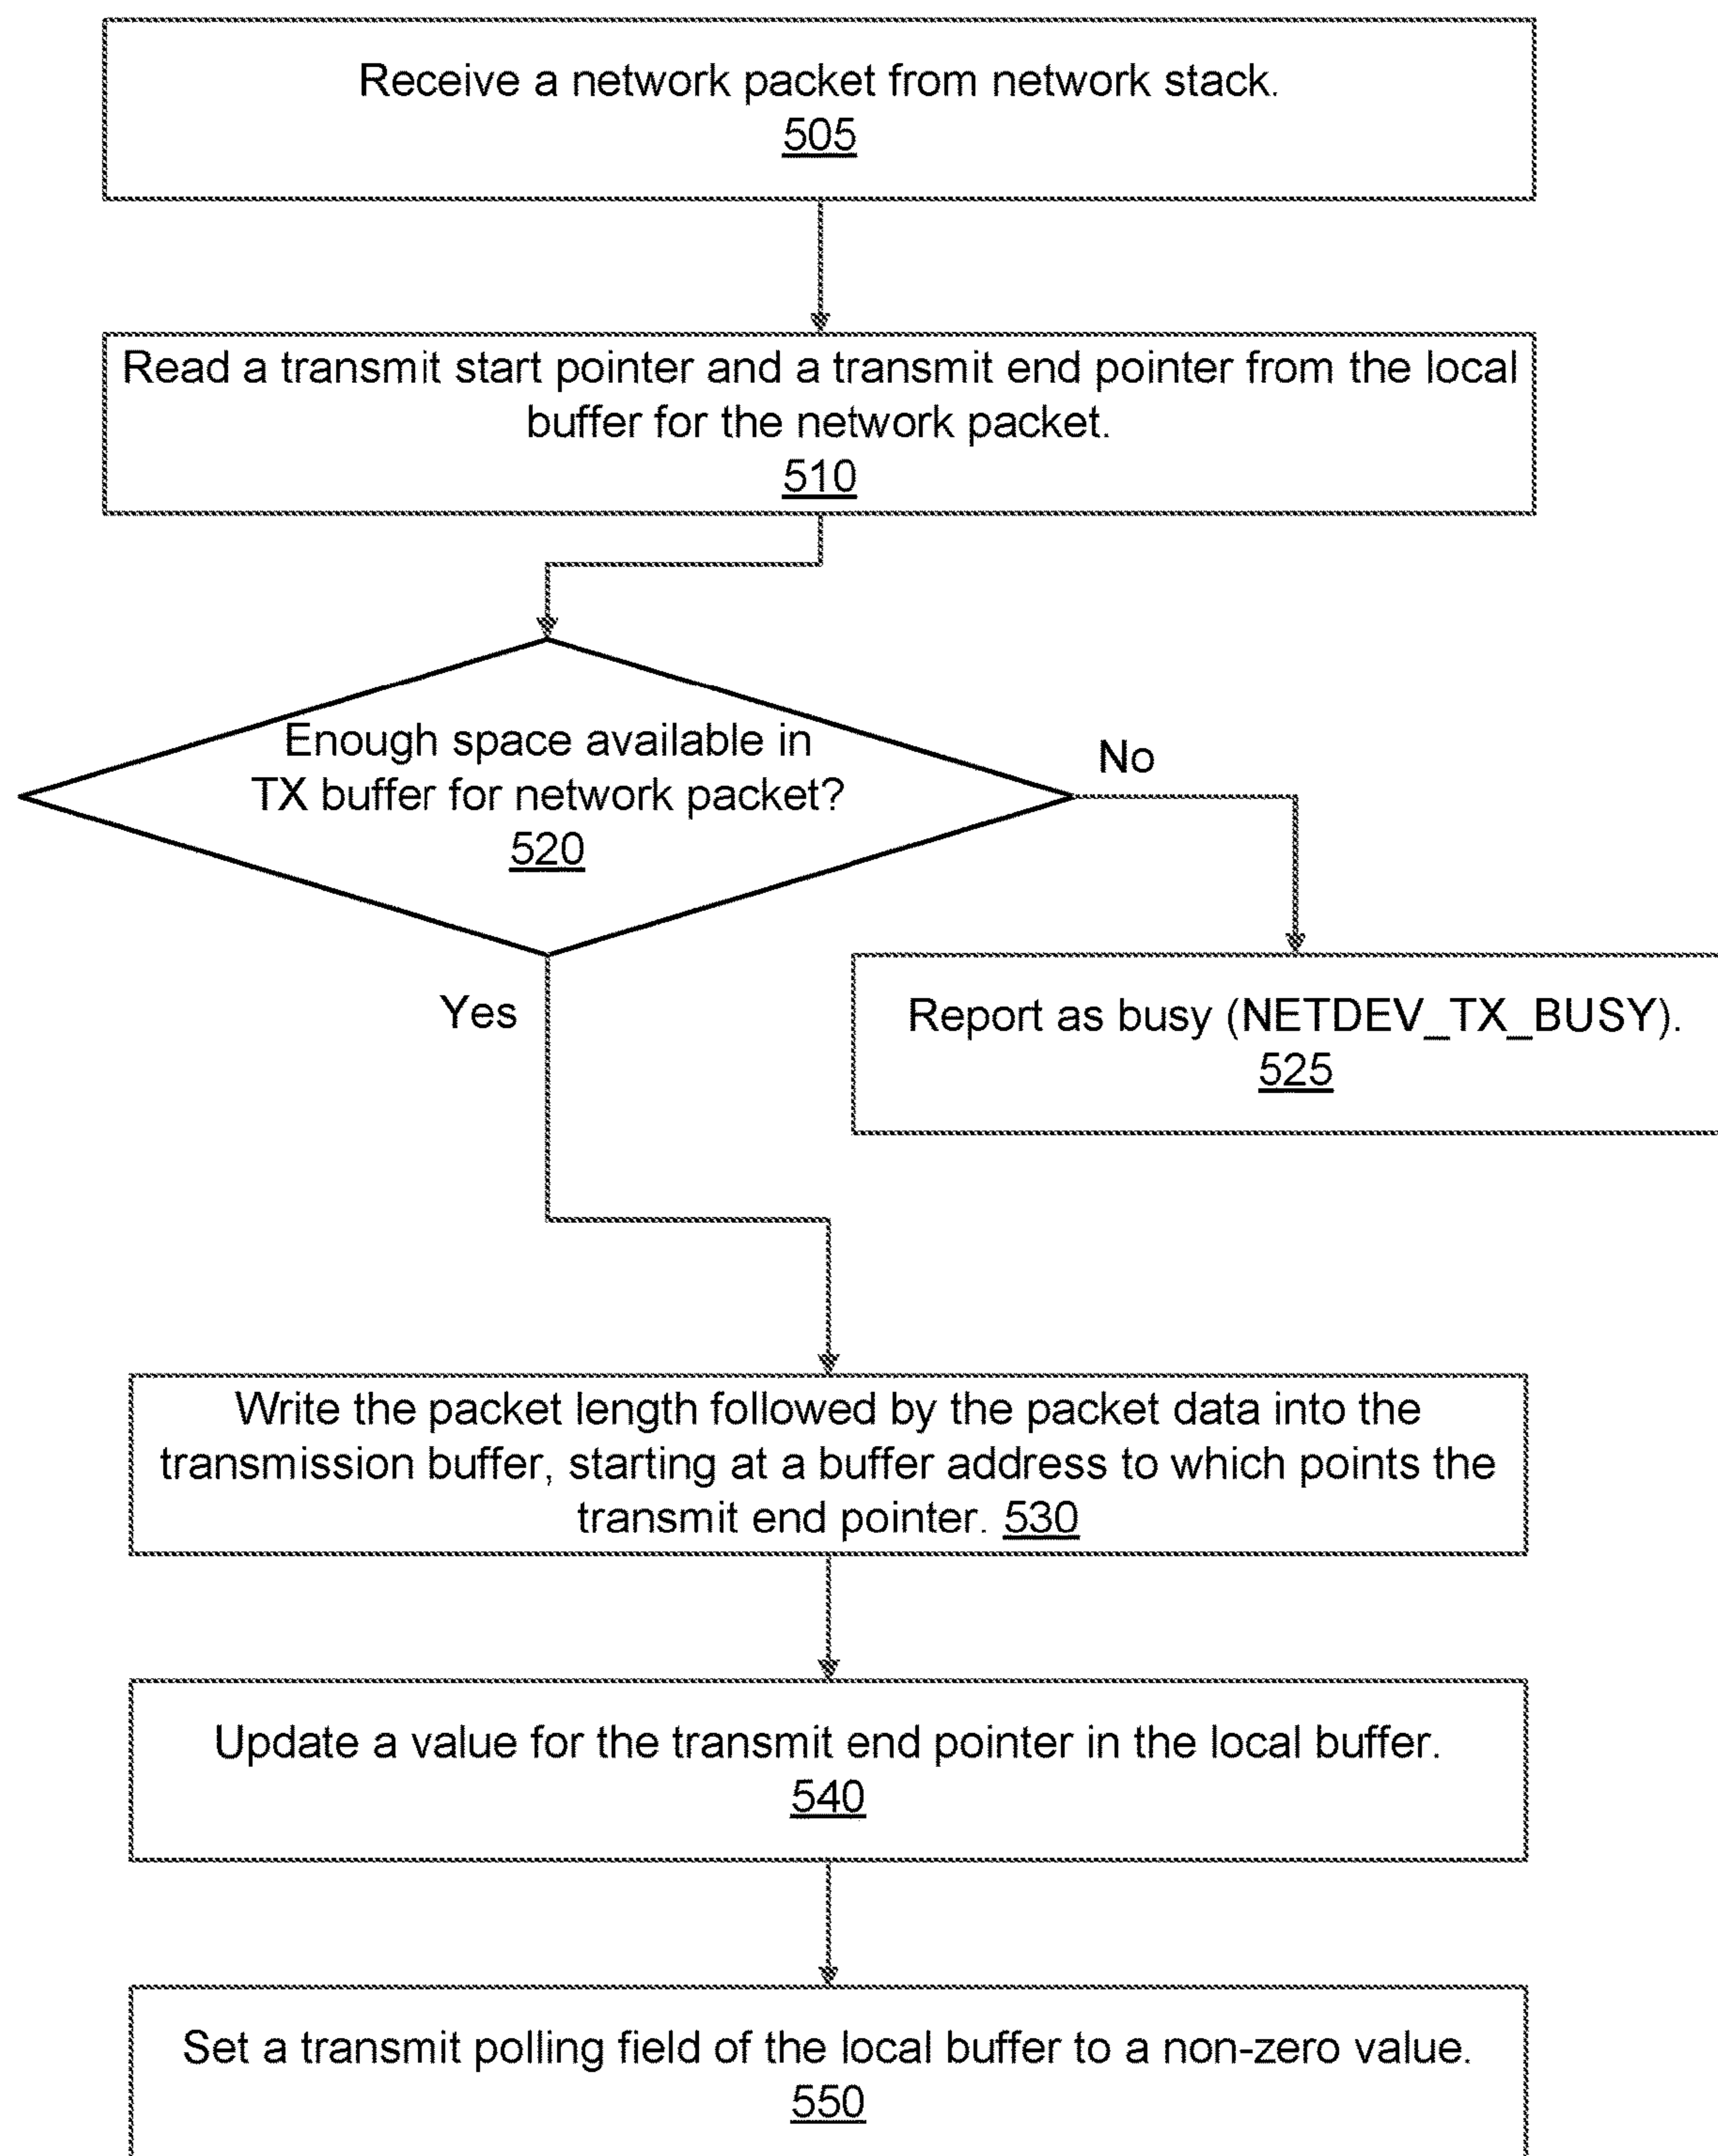 Receive a network packet from network stack.
505
Read a transmit start pointer and a transmit end pointer from the local
buffer for the network packet.
510
Enough space available in
TX buffer for network packet?
520
No
Yes
Report as busy (NETDEV_TX_BUSY).
525
Write the packet length followed by the packet data into the
transmission buffer, starting at a buffer address to which points the
transmit end pointer. 530
Update a value for the transmit end pointer in the local buffer.
540
Set a transmit polling field of the local buffer to a non-zero value.
550